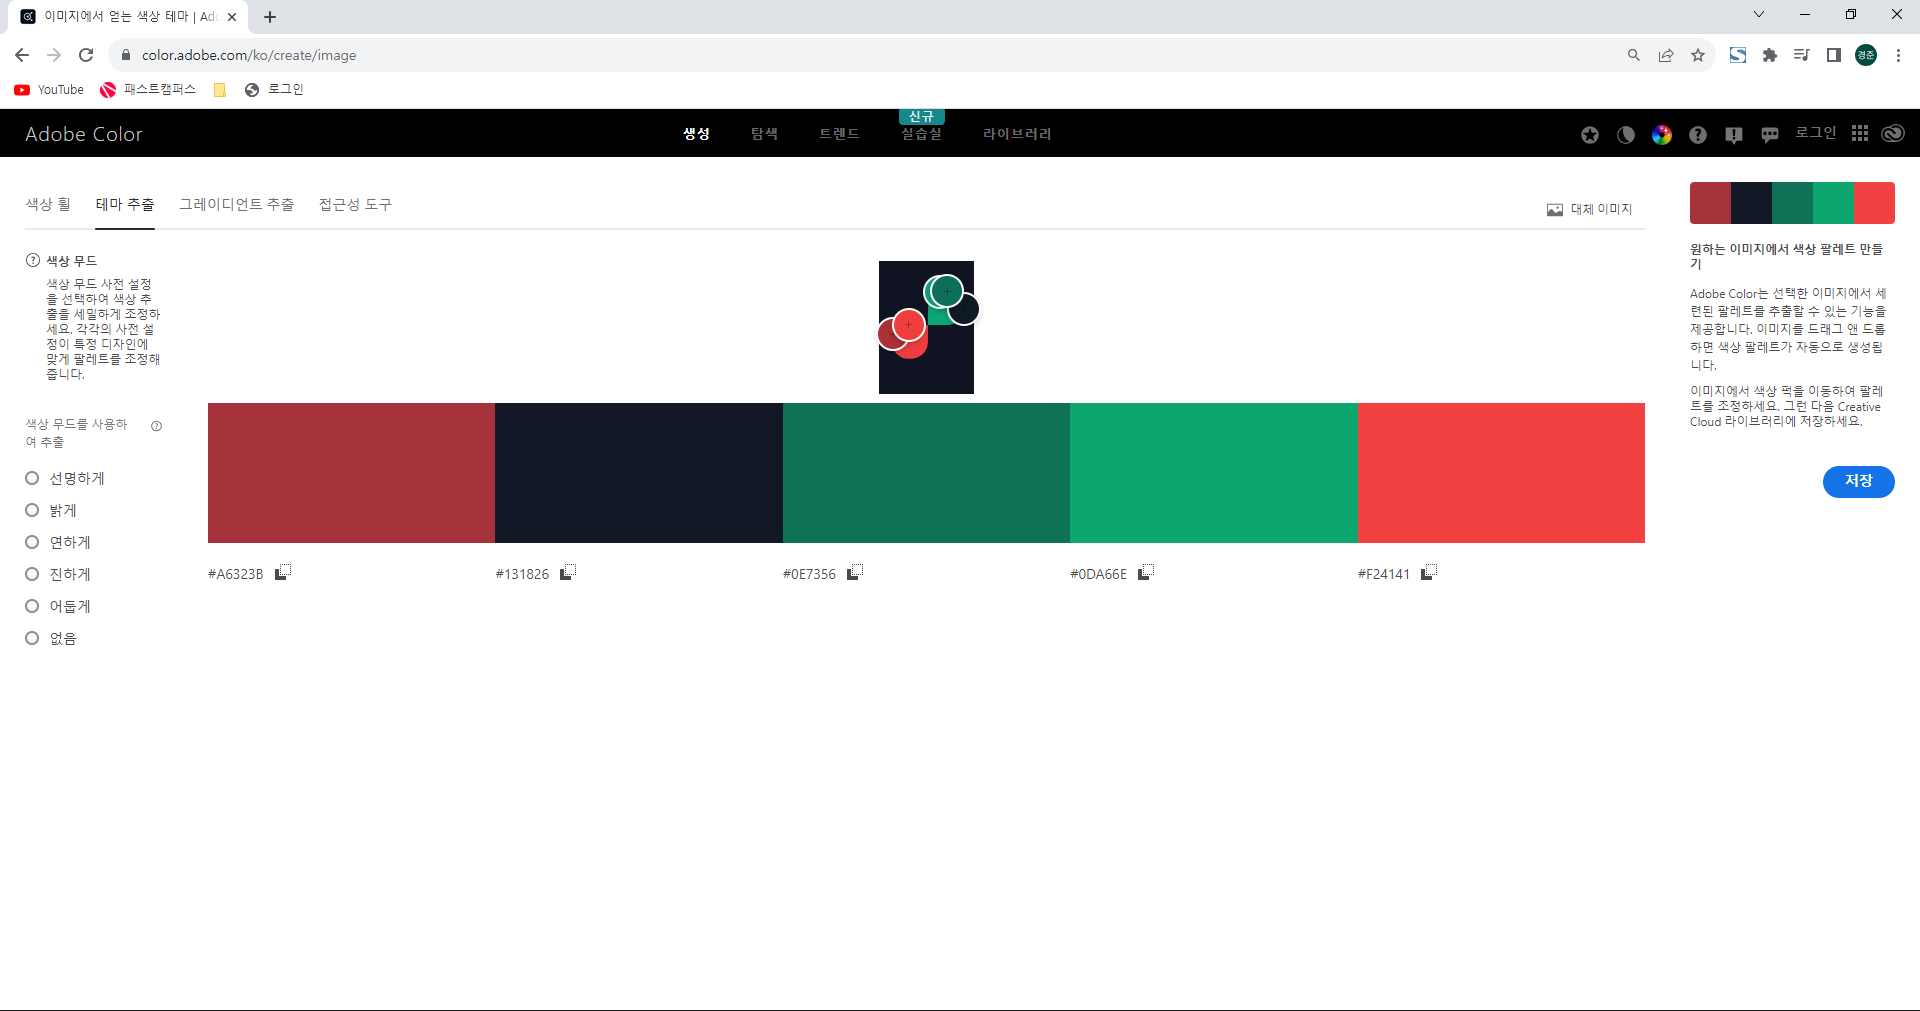 이미지에서 얻는 색상 테마 | Ado
color.adobe.com/ko/create/image
경준
YouTube
패스트캠퍼스
로그인
Adobe Color
생성
탐색
트렌드
신규
실습실
라이브러리
로그인
색상 휠
테마 추출
그레이디언트 추출
접근성 도구
대체 이미지
색상 무드
색상 무드 사전 설정
을 선택하여 색상 추
출을 세밀하게 조정하
세요. 각각의 사전 설
정이 특정 디자인에
맞게 팔레트를 조정해
줍니다.
색상 무드를 사용하
여 추출
선명하게
밝게
연하게
진하게
어둡게
없음
#A6323B
#131826
#0E7356
#0DA66E
#F24141
원하는 이미지에서 색상 팔레트 만들
기
Adobe Color는 선택한 이미지에서 세
련된 팔레트를 추출할 수 있는 기능을
제공합니다. 이미지를 드래그 앤 드롭
하면 색상 팔레트가 자동으로 생성됩
니다.
이미지에서 색상 퍽을 이동하여 팔레
트를 조정하세요. 그런 다음 Creative
Cloud 라이브러리에 저장하세요.
저장